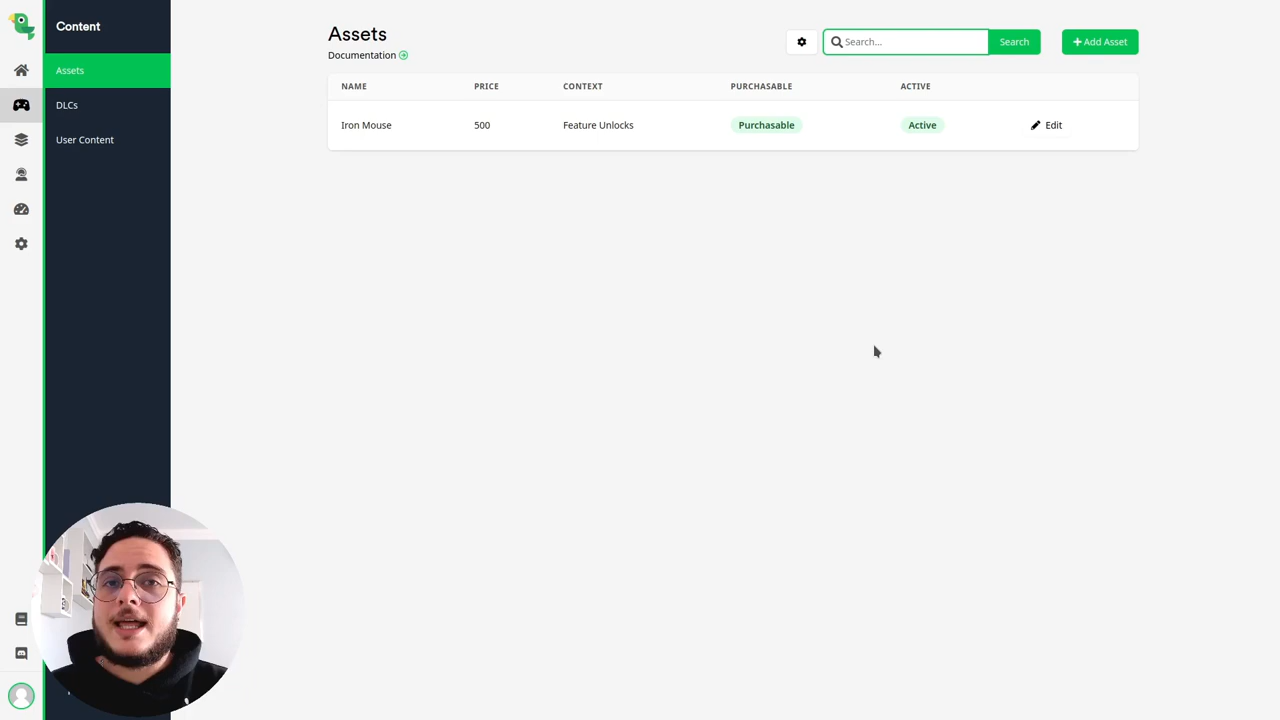 Content
Assets
DLCs
User Content
Assets
Documentation
Search...
Search
+ Add Asset
NAME PRICE CONTEXT PURCHASABLE ACTIVE
Iron Mouse 500 Feature Unlocks Purchasable Active Edit